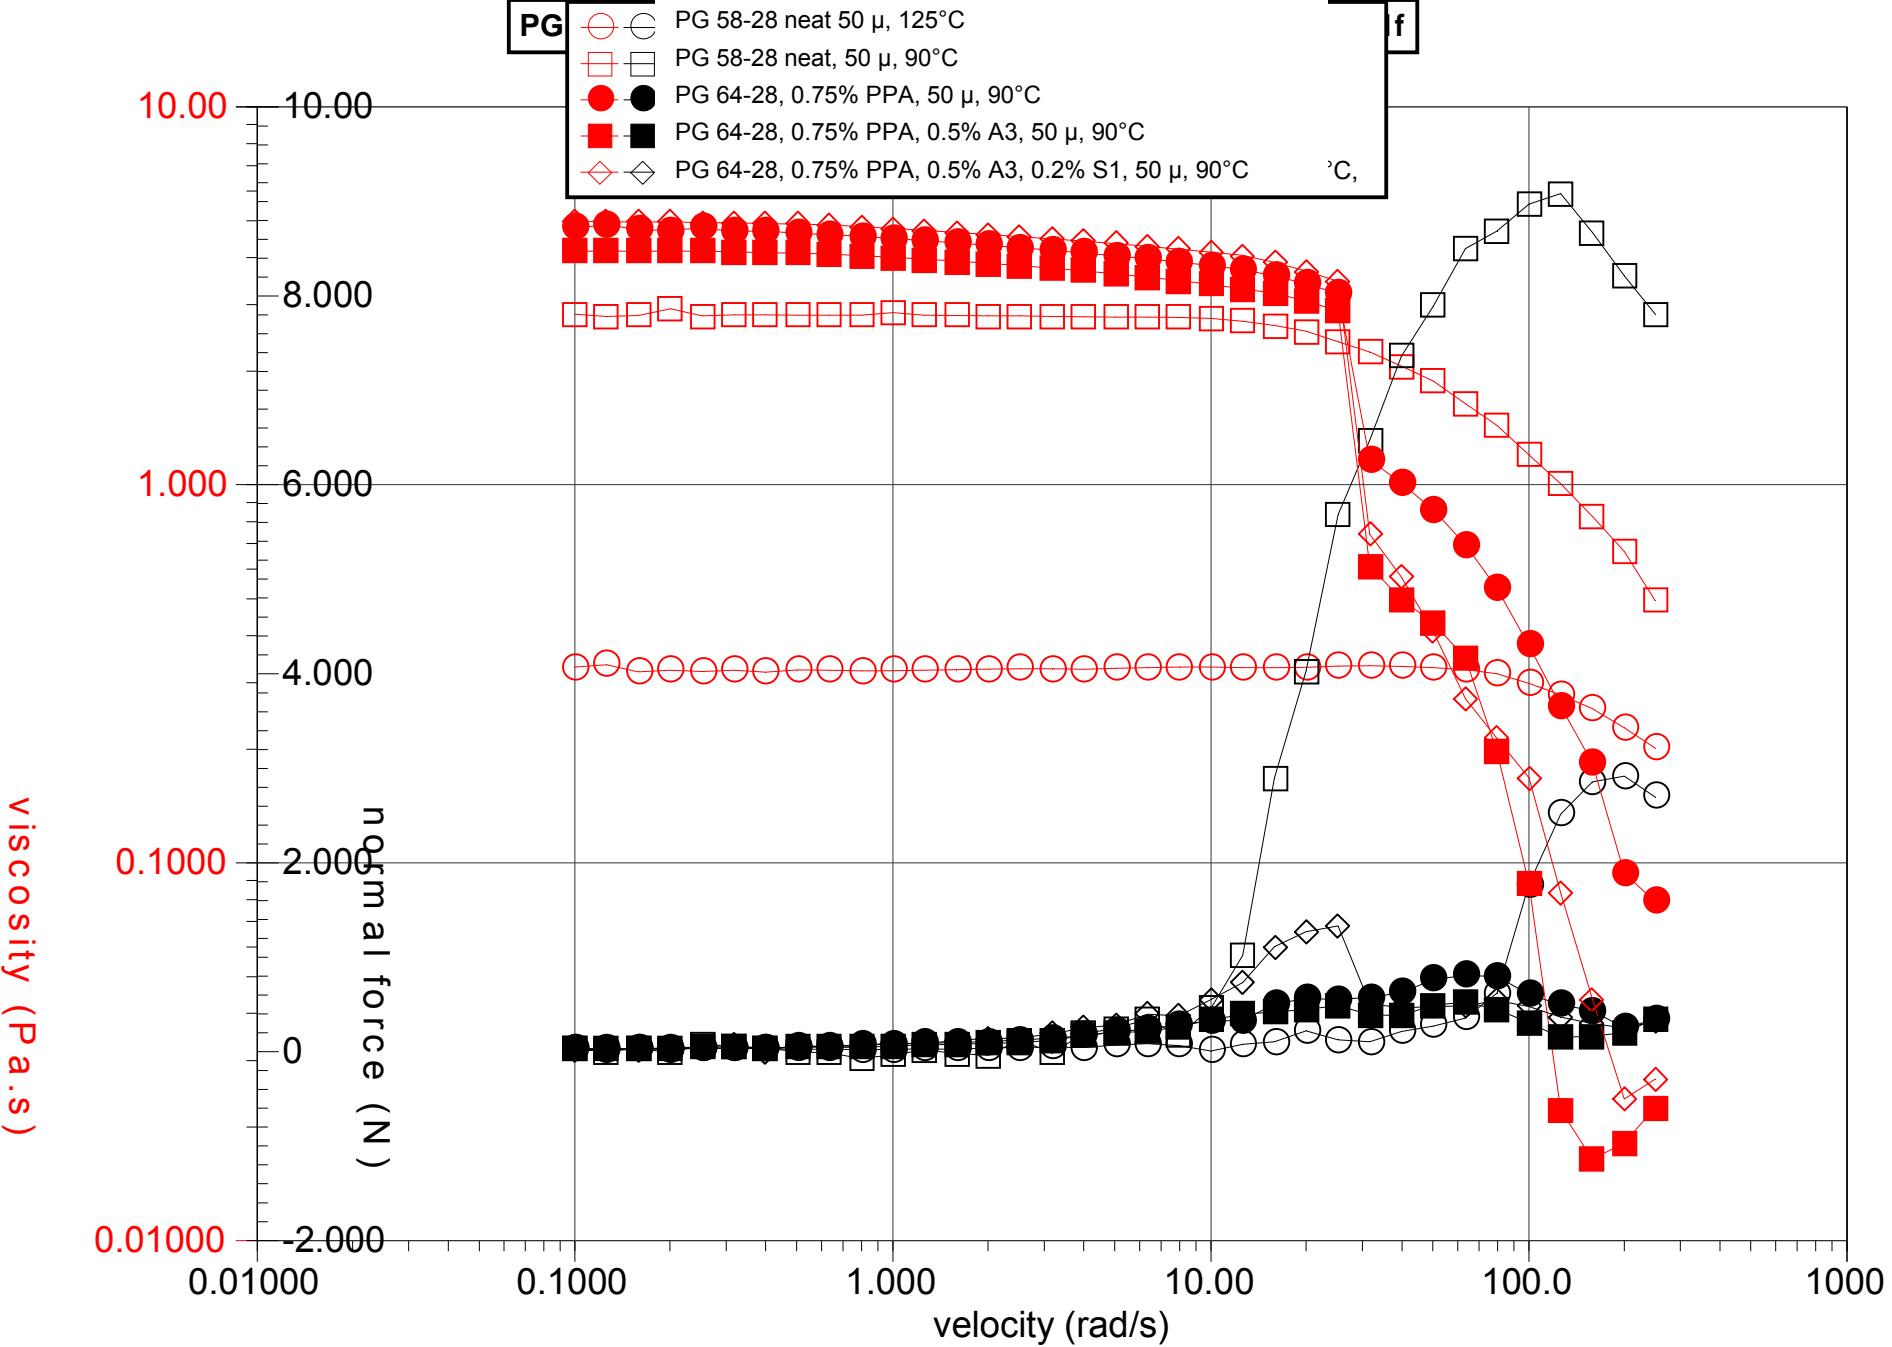 PG
lf
PG 58-28 neat 50 µ, 125°C
PG 58-28 neat, 50 µ, 90°C
PG 64-28, 0.75% PPA, 50 µ, 90°C
PG 64-28, 0.75% PPA, 0.5% A3, 50 µ, 90°C
PG 64-28, 0.75% PPA, 0.5% A3, 0.2% S1, 50 µ, 90°C
°C,
10.00
1.000
0.1000
0.01000
viscosity (Pa.s)
10.00
8.000
6.000
4.000
2.000
0
-2.000
normal force (N)
0.01000
0.1000
1.000
10.00
100.0
1000
velocity (rad/s)